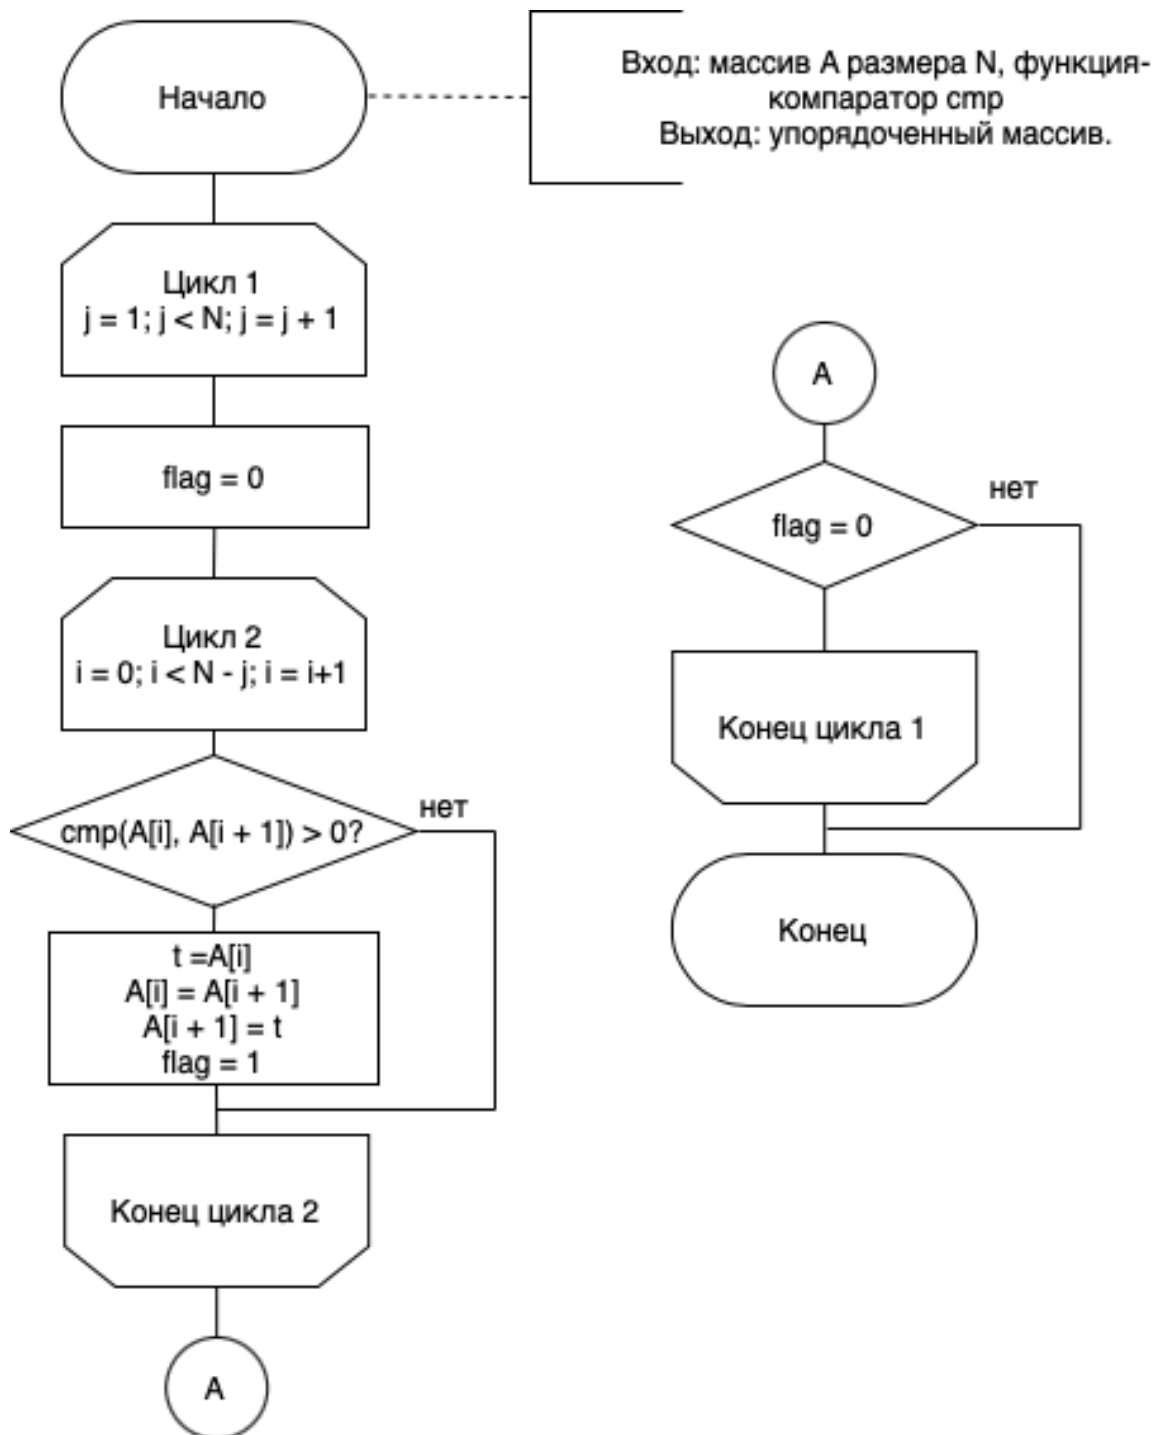 Начало
Вход: массив A размера N, функция-
компаратор cmp
Выход: упорядоченный массив.
Цикл 1
j = 1; j < N; j = j + 1
flag = 0
Цикл 2
i = 0; i < N - j; i = i+1
cmp(A[i], A[i + 1]) > 0?
нет
t =A[i]
A[i] = A[i + 1]
A[i + 1] = t
flag = 1
Конец цикла 2
A
A
flag = 0
нет
Конец цикла 1
Конец